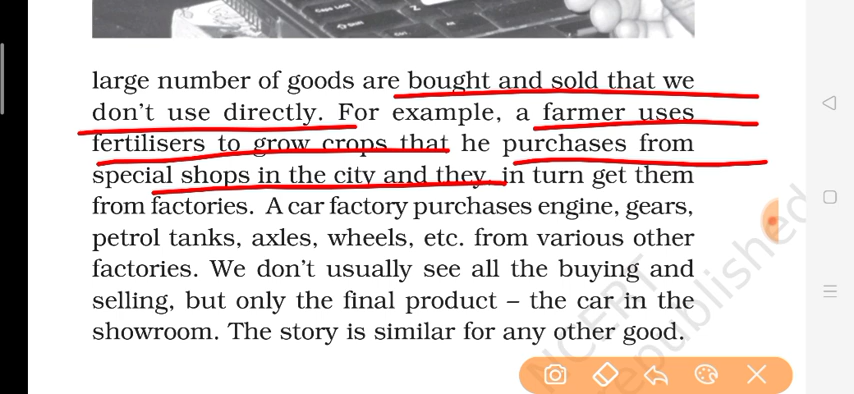 large number of goods are bought and sold that we
don't use directly. For example, a farmer uses
fertilisers to grow crops that he purchases from
special shops in the city and they, in turn get them
from factories. A car factory purchases engine, gears,
petrol tanks, axles, wheels, etc. from various other
factories. We don't usually see all the buying and
selling, but only the final product – the car in the
showroom. The story is similar for any other good.
NCERT
republished